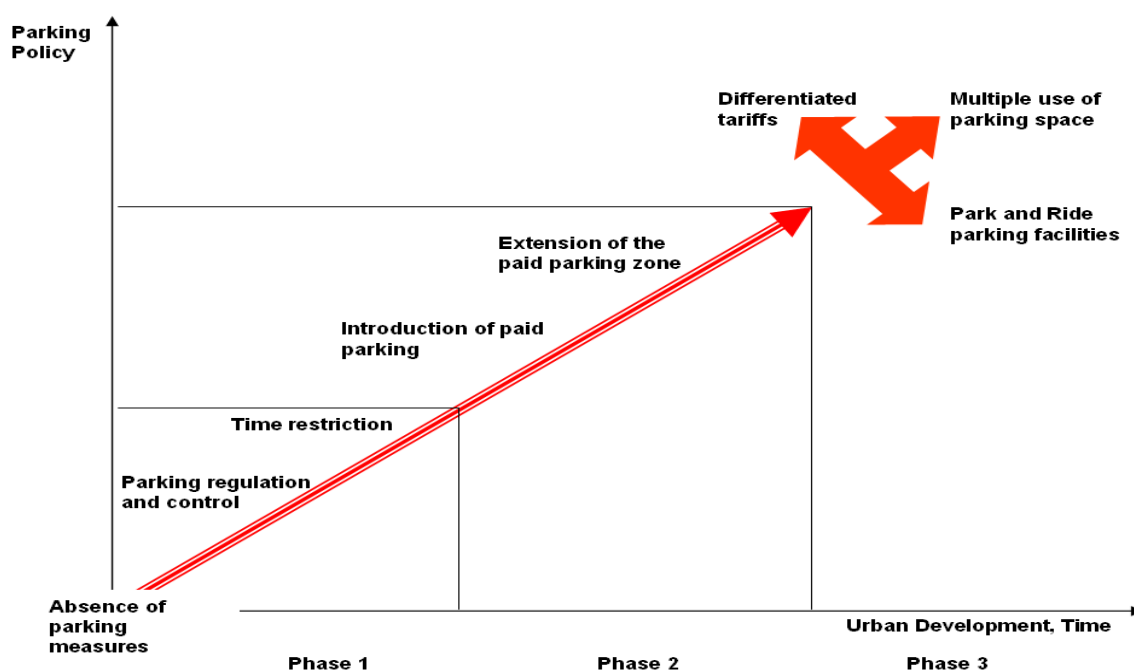 Parking
Policy
Differentiated
tariffs
Multiple use of
parking space
Park and Ride
parking facilities
Extension of the
paid parking zone
Introduction of paid
parking
Time restriction
Parking regulation
and control
Absence of
parking
measures
Urban Development, Time
Phase 1
Phase 2
Phase 3